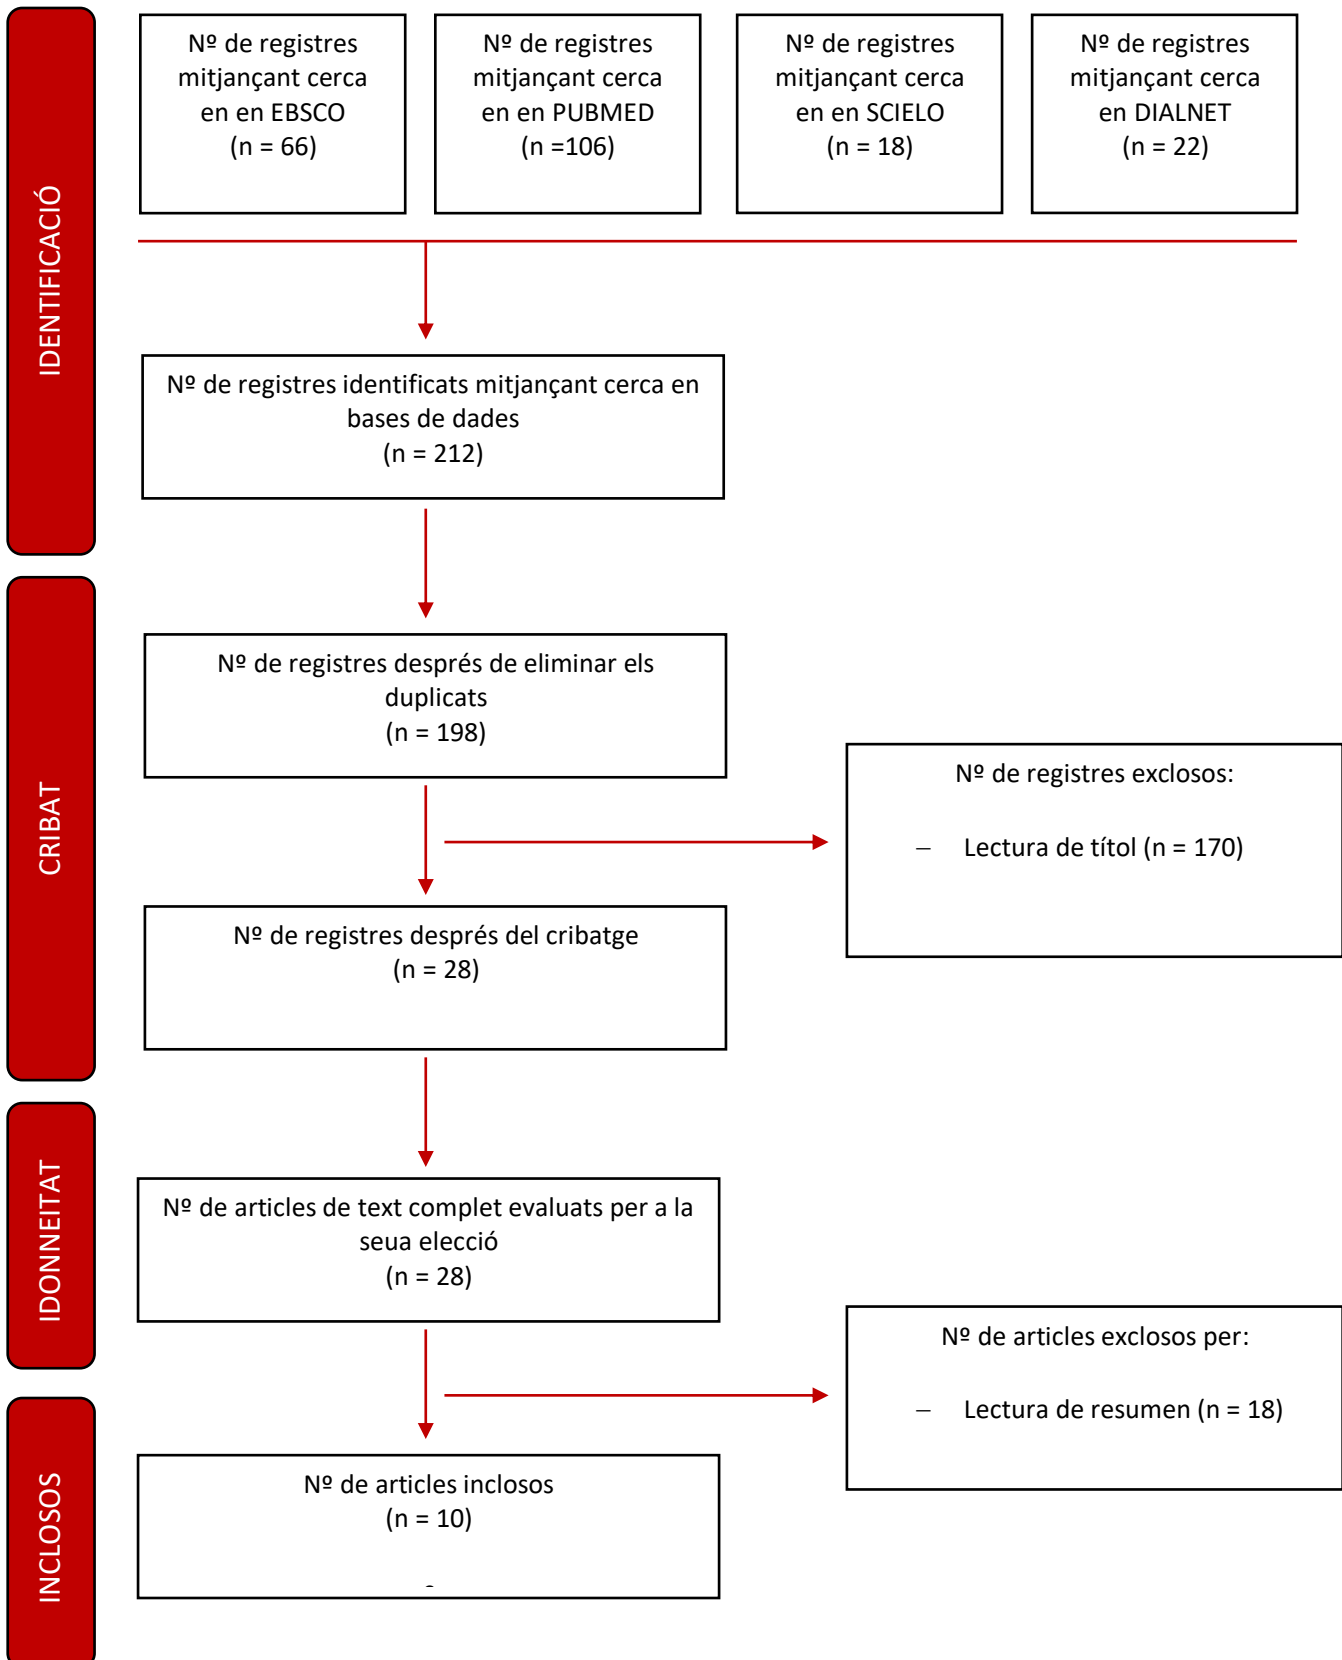 IDENTIFICACIÓ
Nº de registres
mitjançant cerca
en en EBSCO
(n = 66)
Nº de registres
mitjançant cerca
en en PUBMED
(n =106)
Nº de registres
mitjançant cerca
en en SCIELO
(n = 18)
Nº de registres
mitjançant cerca
en DIALNET
(n = 22)
Nº de registres identificats mitjançant cerca en
bases de dades
(n = 212)
CRIBAT
Nº de registres després de eliminar els
duplicats
(n = 198)
Nº de registres exclosos:
– Lectura de títol (n = 170)
Nº de registres després del cribatge
(n = 28)
IDONNEITAT
Nº de articles de text complet evaluats per a la
seua elecció
(n = 28)
Nº de articles exclosos per:
– Lectura de resumen (n = 18)
INCLOSOS
Nº de articles inclosos
(n = 10)